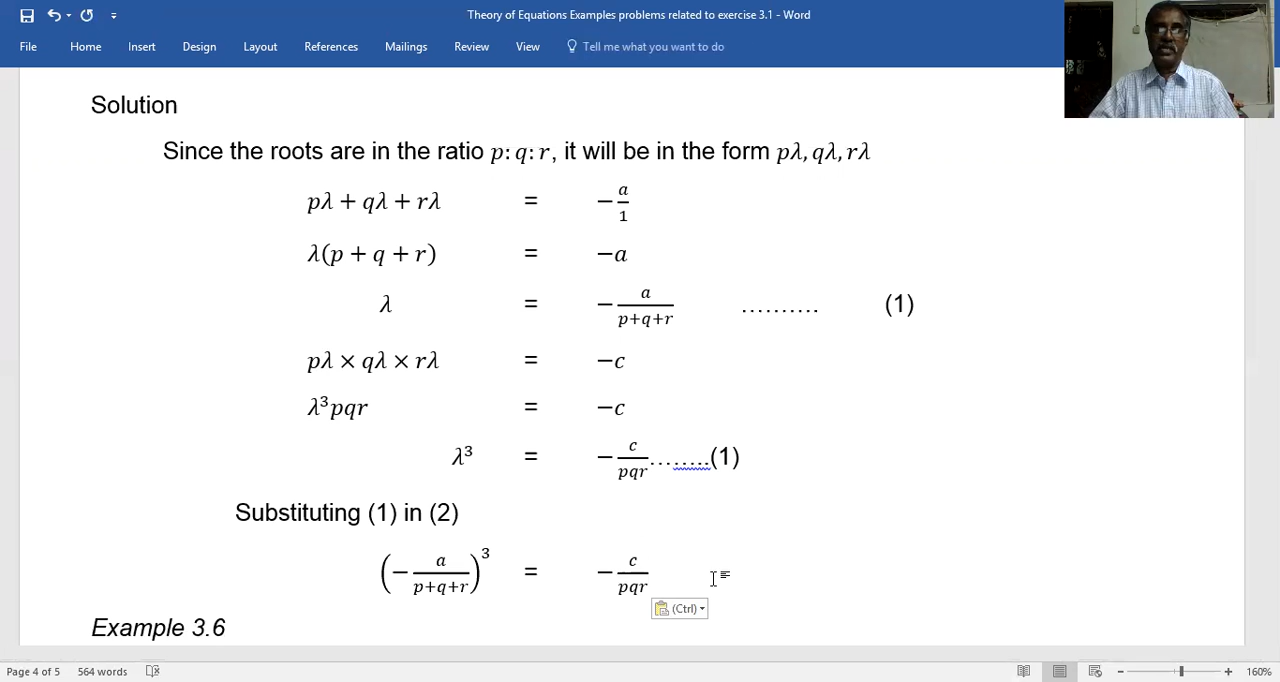 Theory of Equations Examples problems related to exercise 3.1 - Word
File Home Insert Design Layout References Mailings Review View Tell me what you want to do
Solution
Since the roots are in the ratio p: q: r, it will be in the form pλ, qλ, rλ
pλ + qλ + rλ = −a/1
λ(p + q + r) = −a
λ = −a/(p+q+r) .......... (1)
pλ × qλ × rλ = −c
λ³pqr = −c
λ³ = −c/pqr ........(1)
Substituting (1) in (2)
(−a/(p+q+r))³ = −c/pqr
(Ctrl)
Example 3.6
Page 4 of 5 564 words 160%